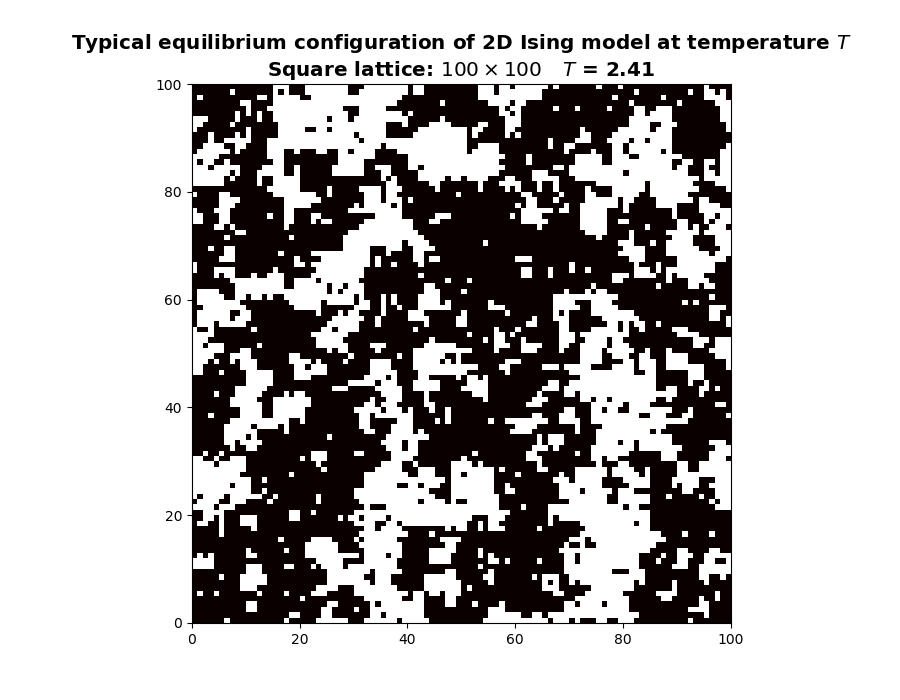 Typical equilibrium configuration of 2D Ising model at temperature T
Square lattice: 100 × 100 T = 2.41
100
80
60
40
20
0
0 20 40 60 80 100